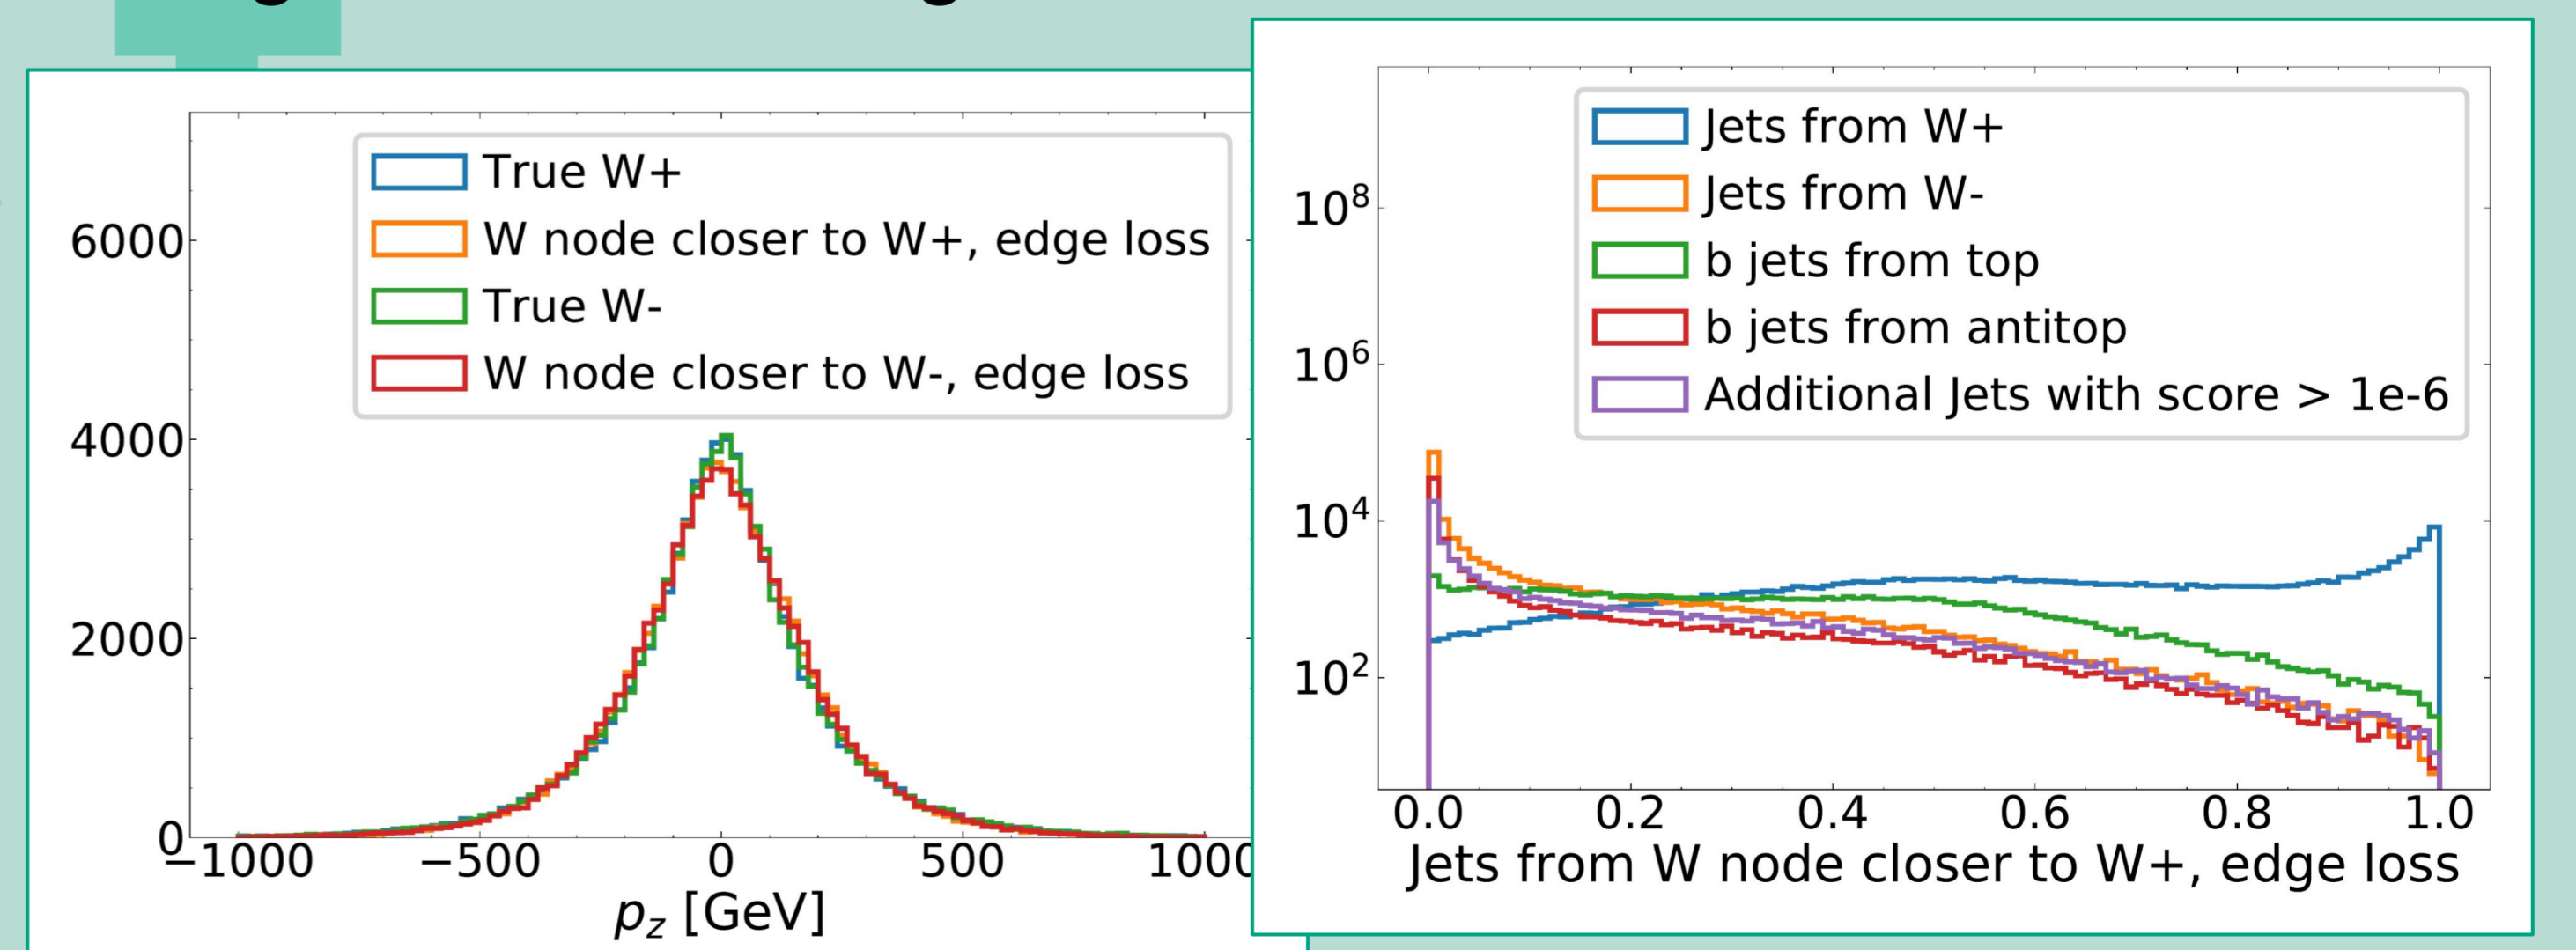 True W+
W node closer to W+, edge loss
True W-
W node closer to W-, edge loss
6000
4000
2000
0
−1000 −500 0 500 1000
p_z [GeV]
Jets from W+
Jets from W-
b jets from top
b jets from antitop
Additional Jets with score > 1e-6
10^8
10^6
10^4
10^2
0.0 0.2 0.4 0.6 0.8 1.0
Jets from W node closer to W+, edge loss